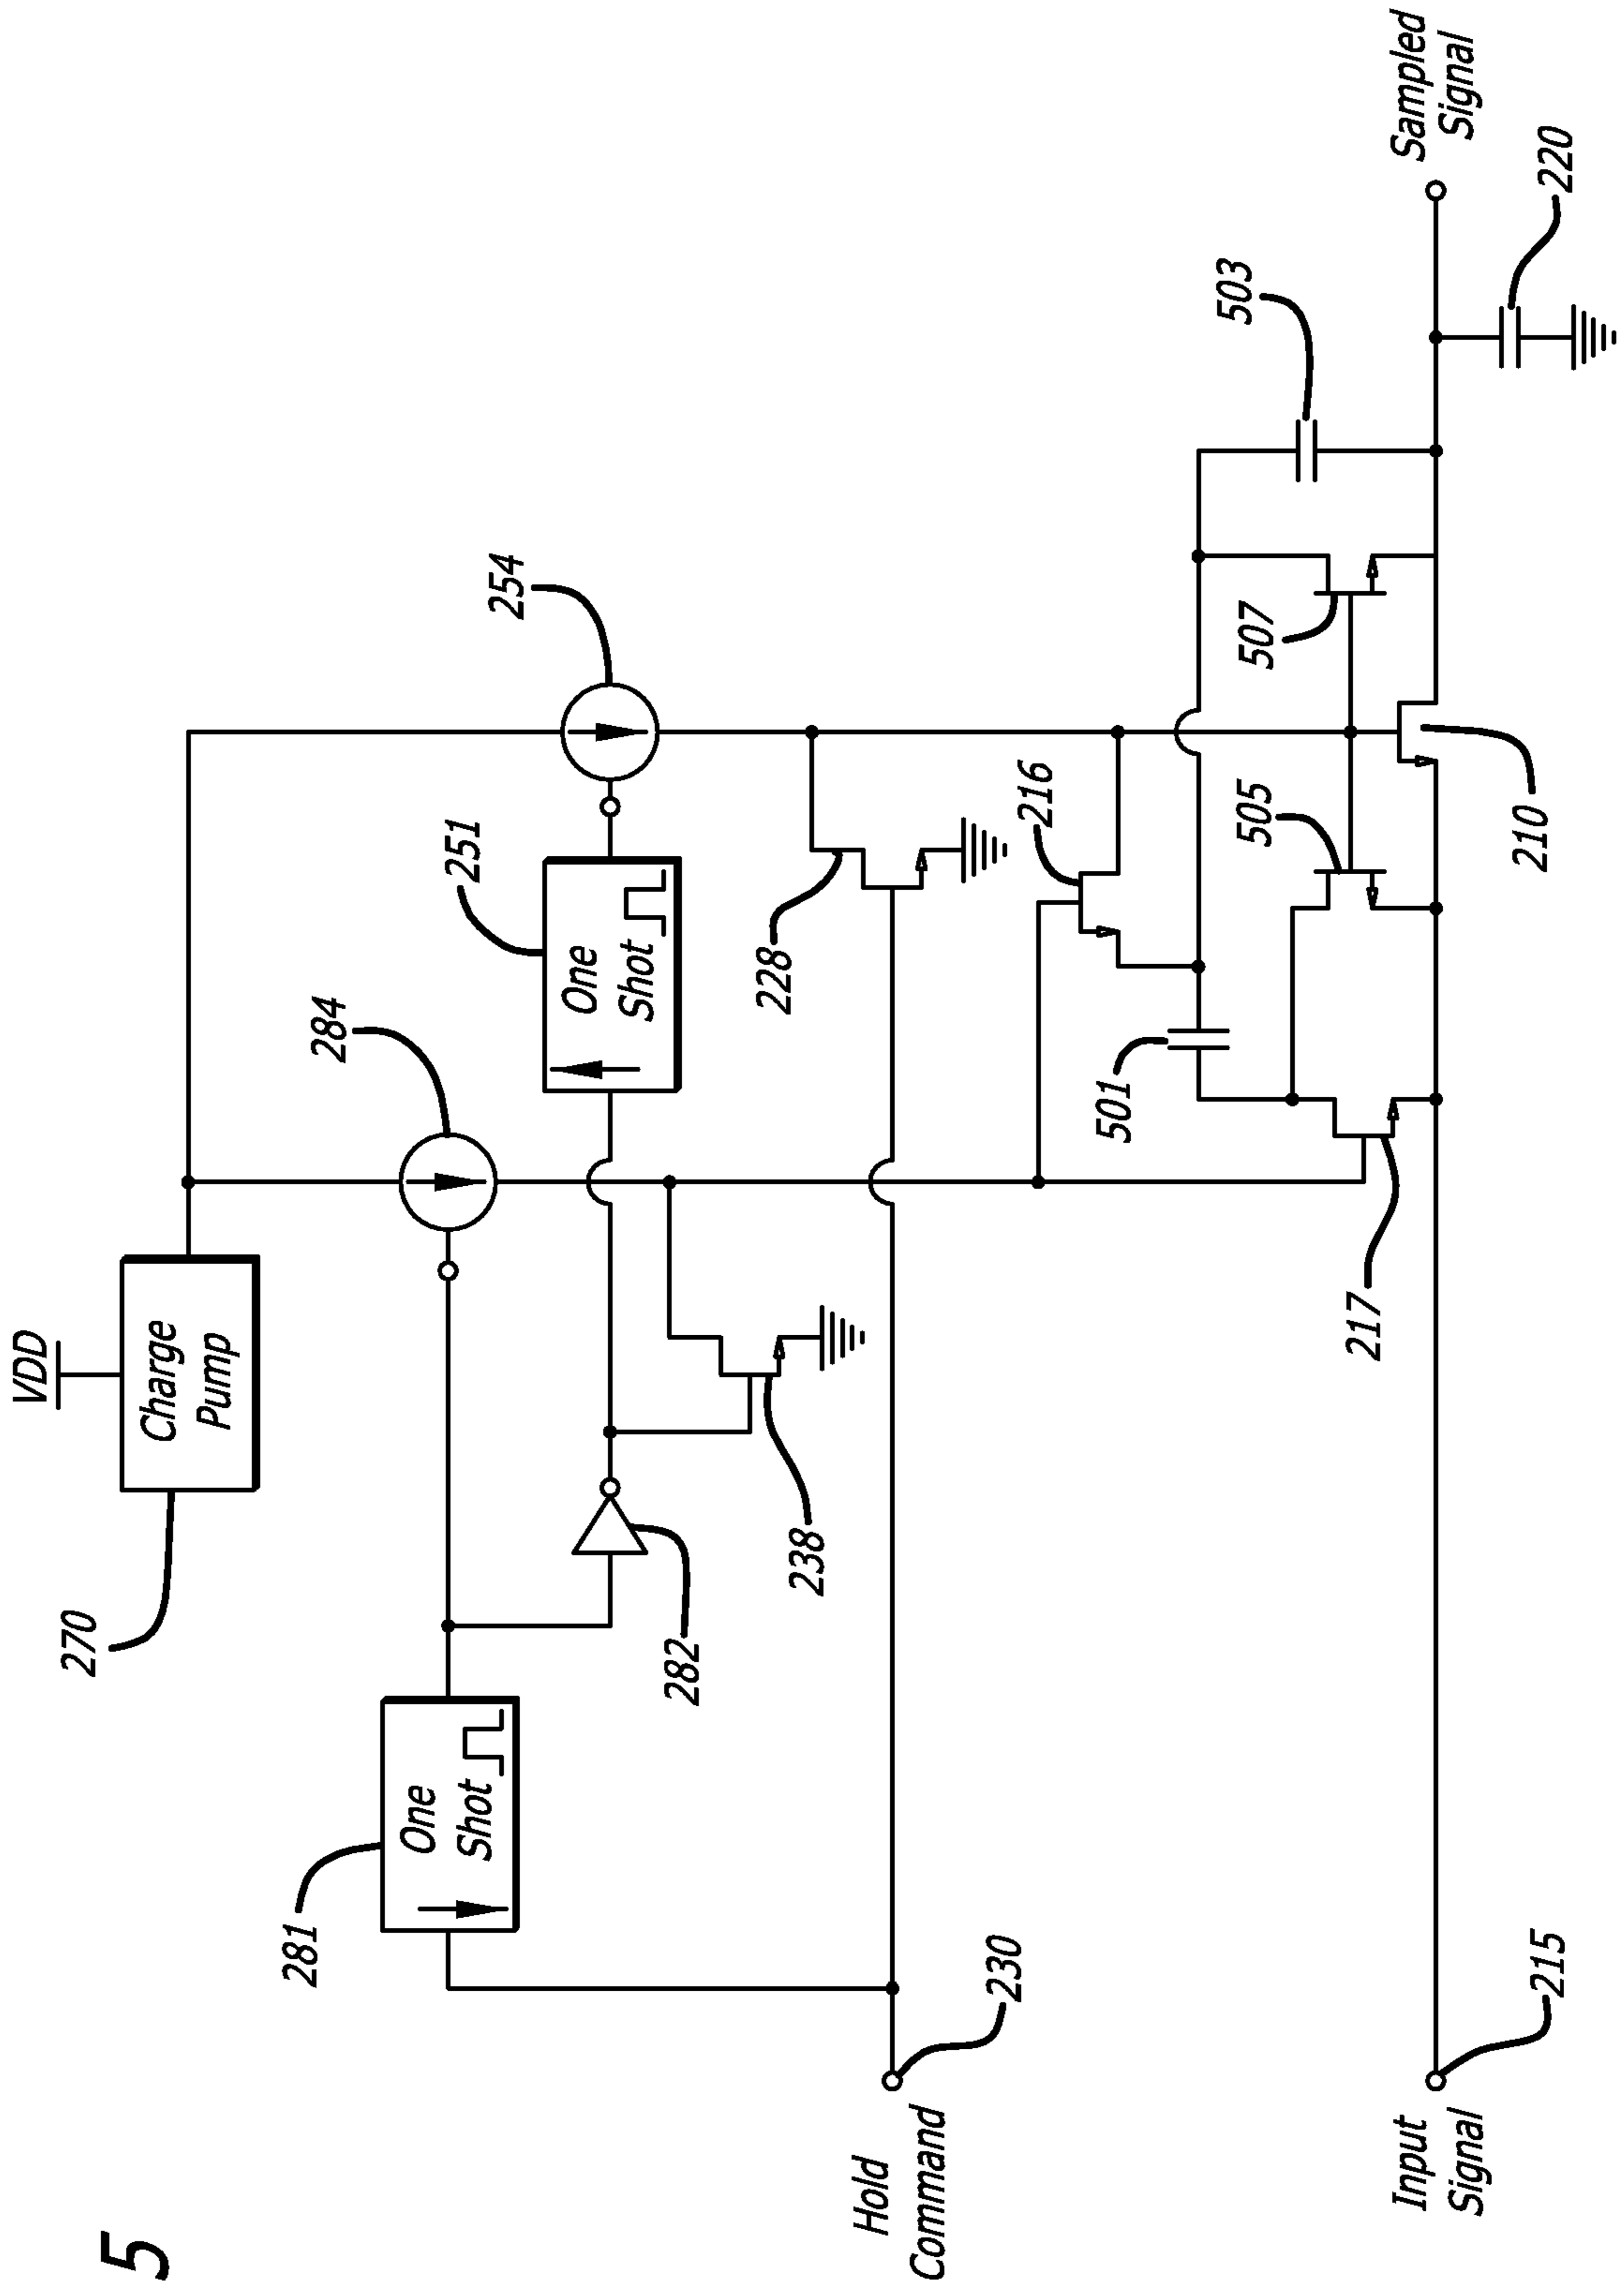 5
VDD
270
Charge
Pump
284
254
281
One
Shot
251
One
Shot
282
238
228
216
503
Sampled
Signal
Hold
Command
230
501
505
507
220
217
210
Input
Signal
215